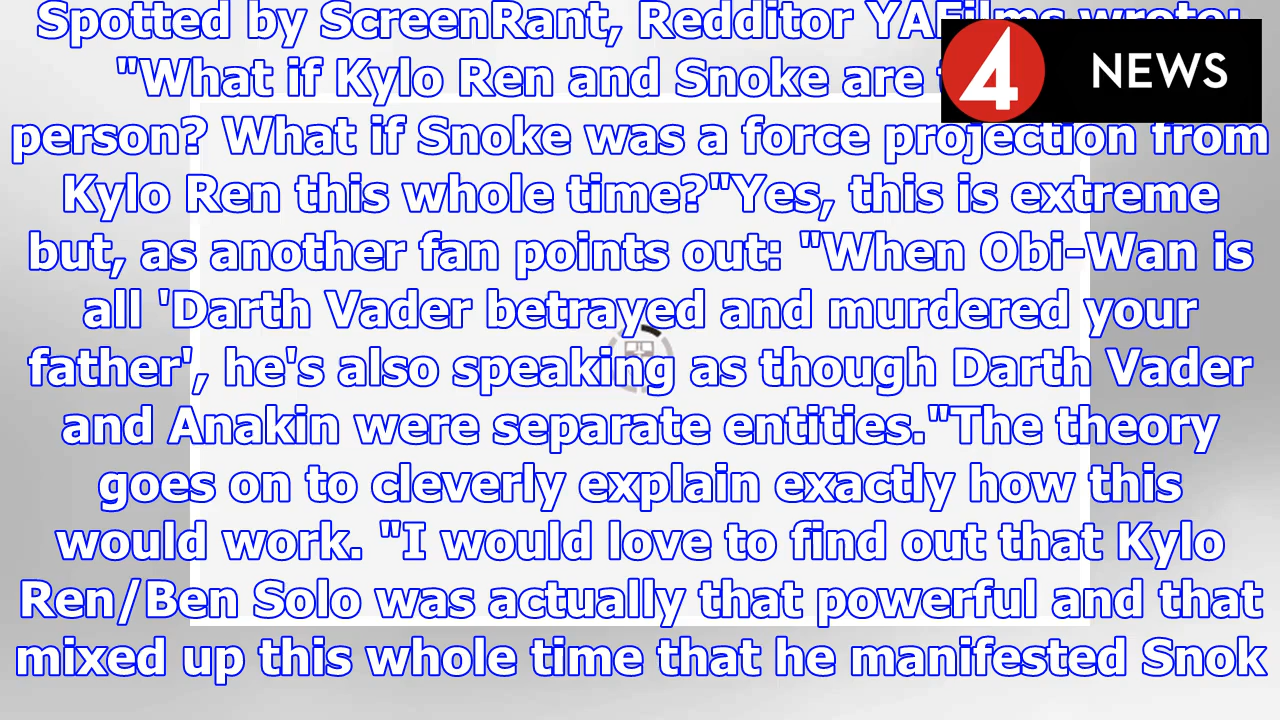 Spotted by ScreenRant, Redditor
4 NEWS
"What if Kylo Ren and Snoke are
person? What if Snoke was a force projection from
Kylo Ren this whole time?"Yes, this is extreme
but, as another fan points out: "When Obi-Wan is
all 'Darth Vader betrayed and murdered your
father', he's also speaking as though Darth Vader
and Anakin were separate entities."The theory
goes on to cleverly explain exactly how this
would work. "I would love to find out that Kylo
Ren/Ben Solo was actually that powerful and that
mixed up this whole time that he manifested Snok